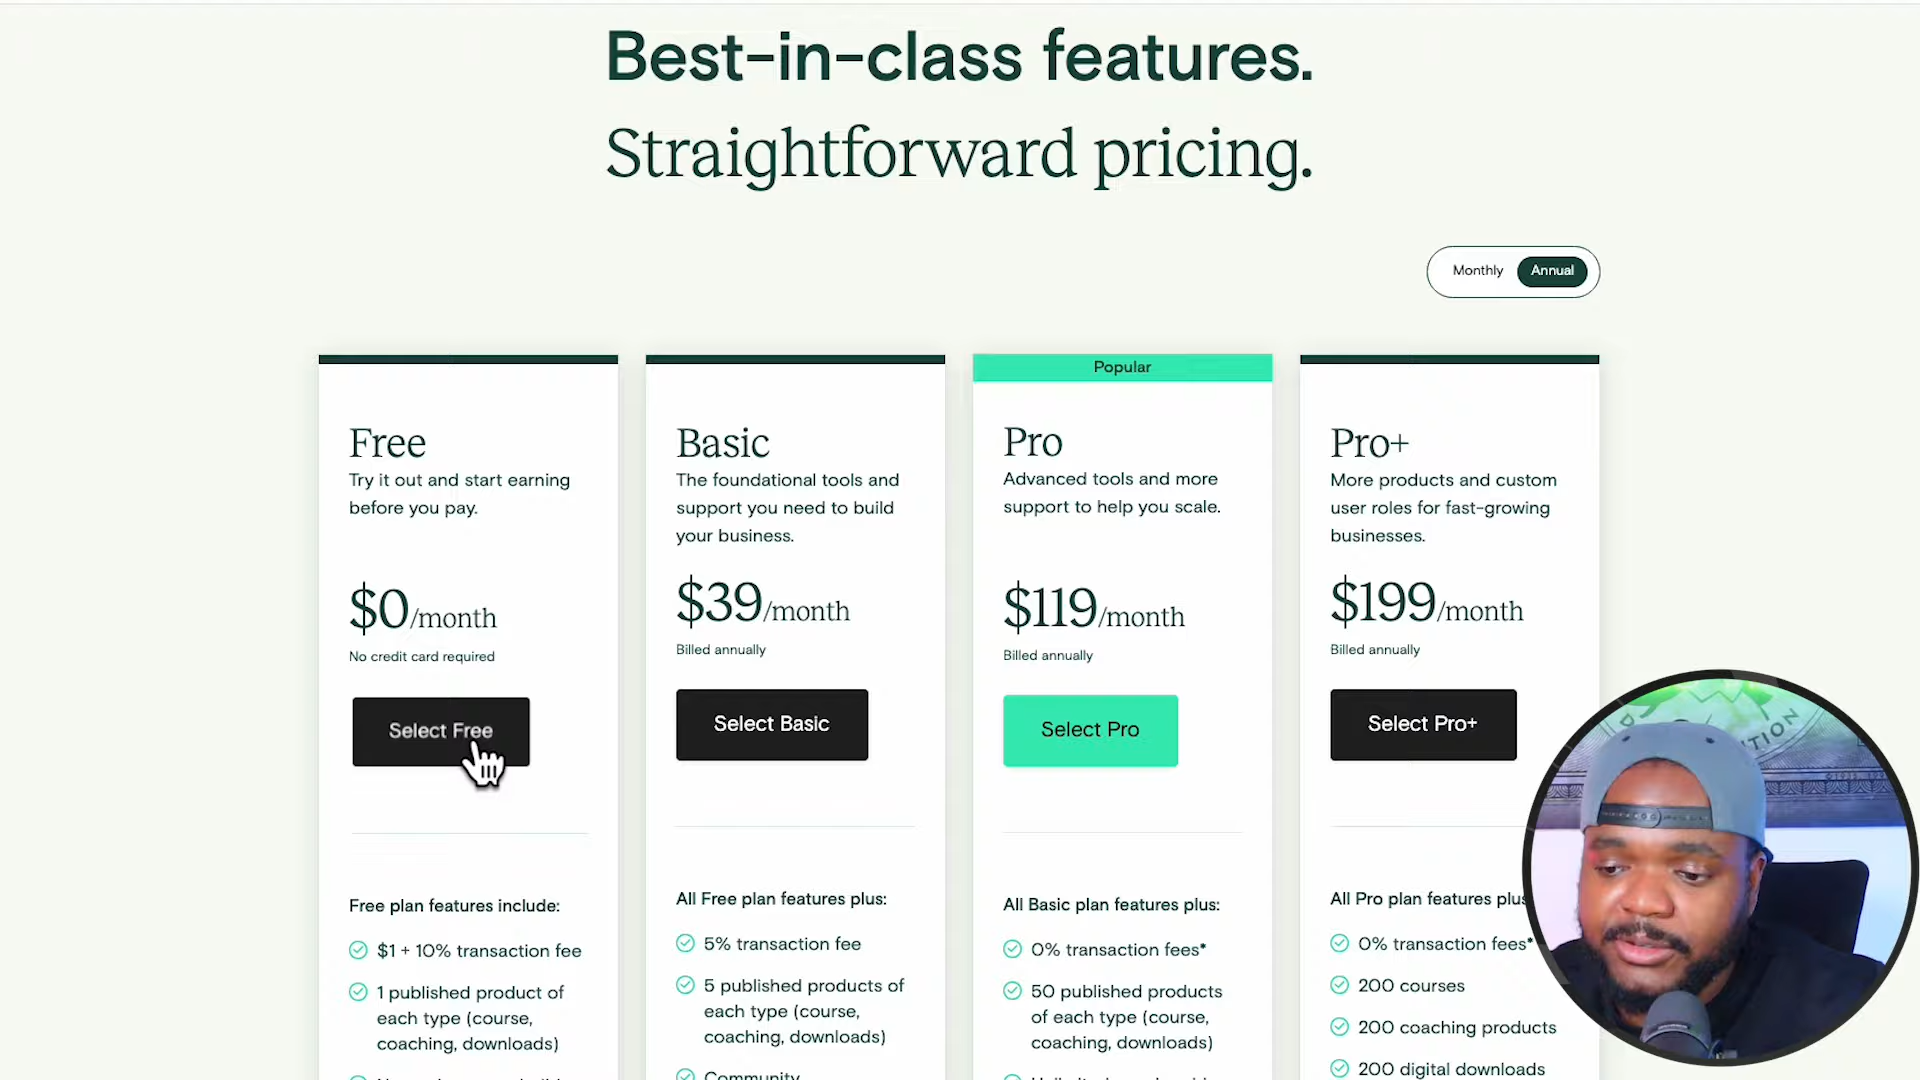 Best-in-class features.
Straightforward pricing.
Monthly
Annual
Free
Try it out and start earning
before you pay.
$0/month
No credit card required
Select Free
Free plan features include:
$1 + 10% transaction fee
1 published product of
each type (course,
coaching, downloads)
Basic
The foundational tools and
support you need to build
your business.
$39/month
Billed annually
Select Basic
All Free plan features plus:
5% transaction fee
5 published products of
each type (course,
coaching, downloads)
Community
Popular
Pro
Advanced tools and more
support to help you scale.
$119/month
Billed annually
Select Pro
All Basic plan features plus:
0% transaction fees*
50 published products
of each type (course,
coaching, downloads)
Pro+
More products and custom
user roles for fast-growing
businesses.
$199/month
Billed annually
Select Pro+
All Pro plan features plus
0% transaction fees*
200 courses
200 coaching products
200 digital downloads